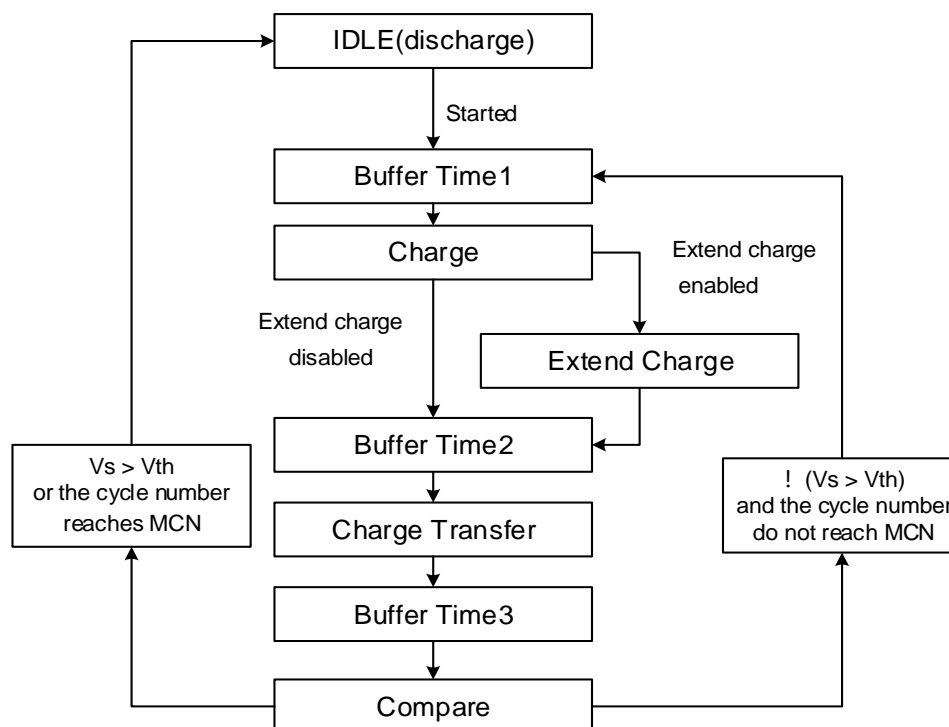 IDLE(discharge)
Started
Buffer Time1
Charge
Extend charge
enabled
Extend charge
disabled
Extend Charge
Buffer Time2
Vs > Vth
or the cycle number
reaches MCN
! (Vs > Vth)
and the cycle number
do not reach MCN
Charge Transfer
Buffer Time3
Compare